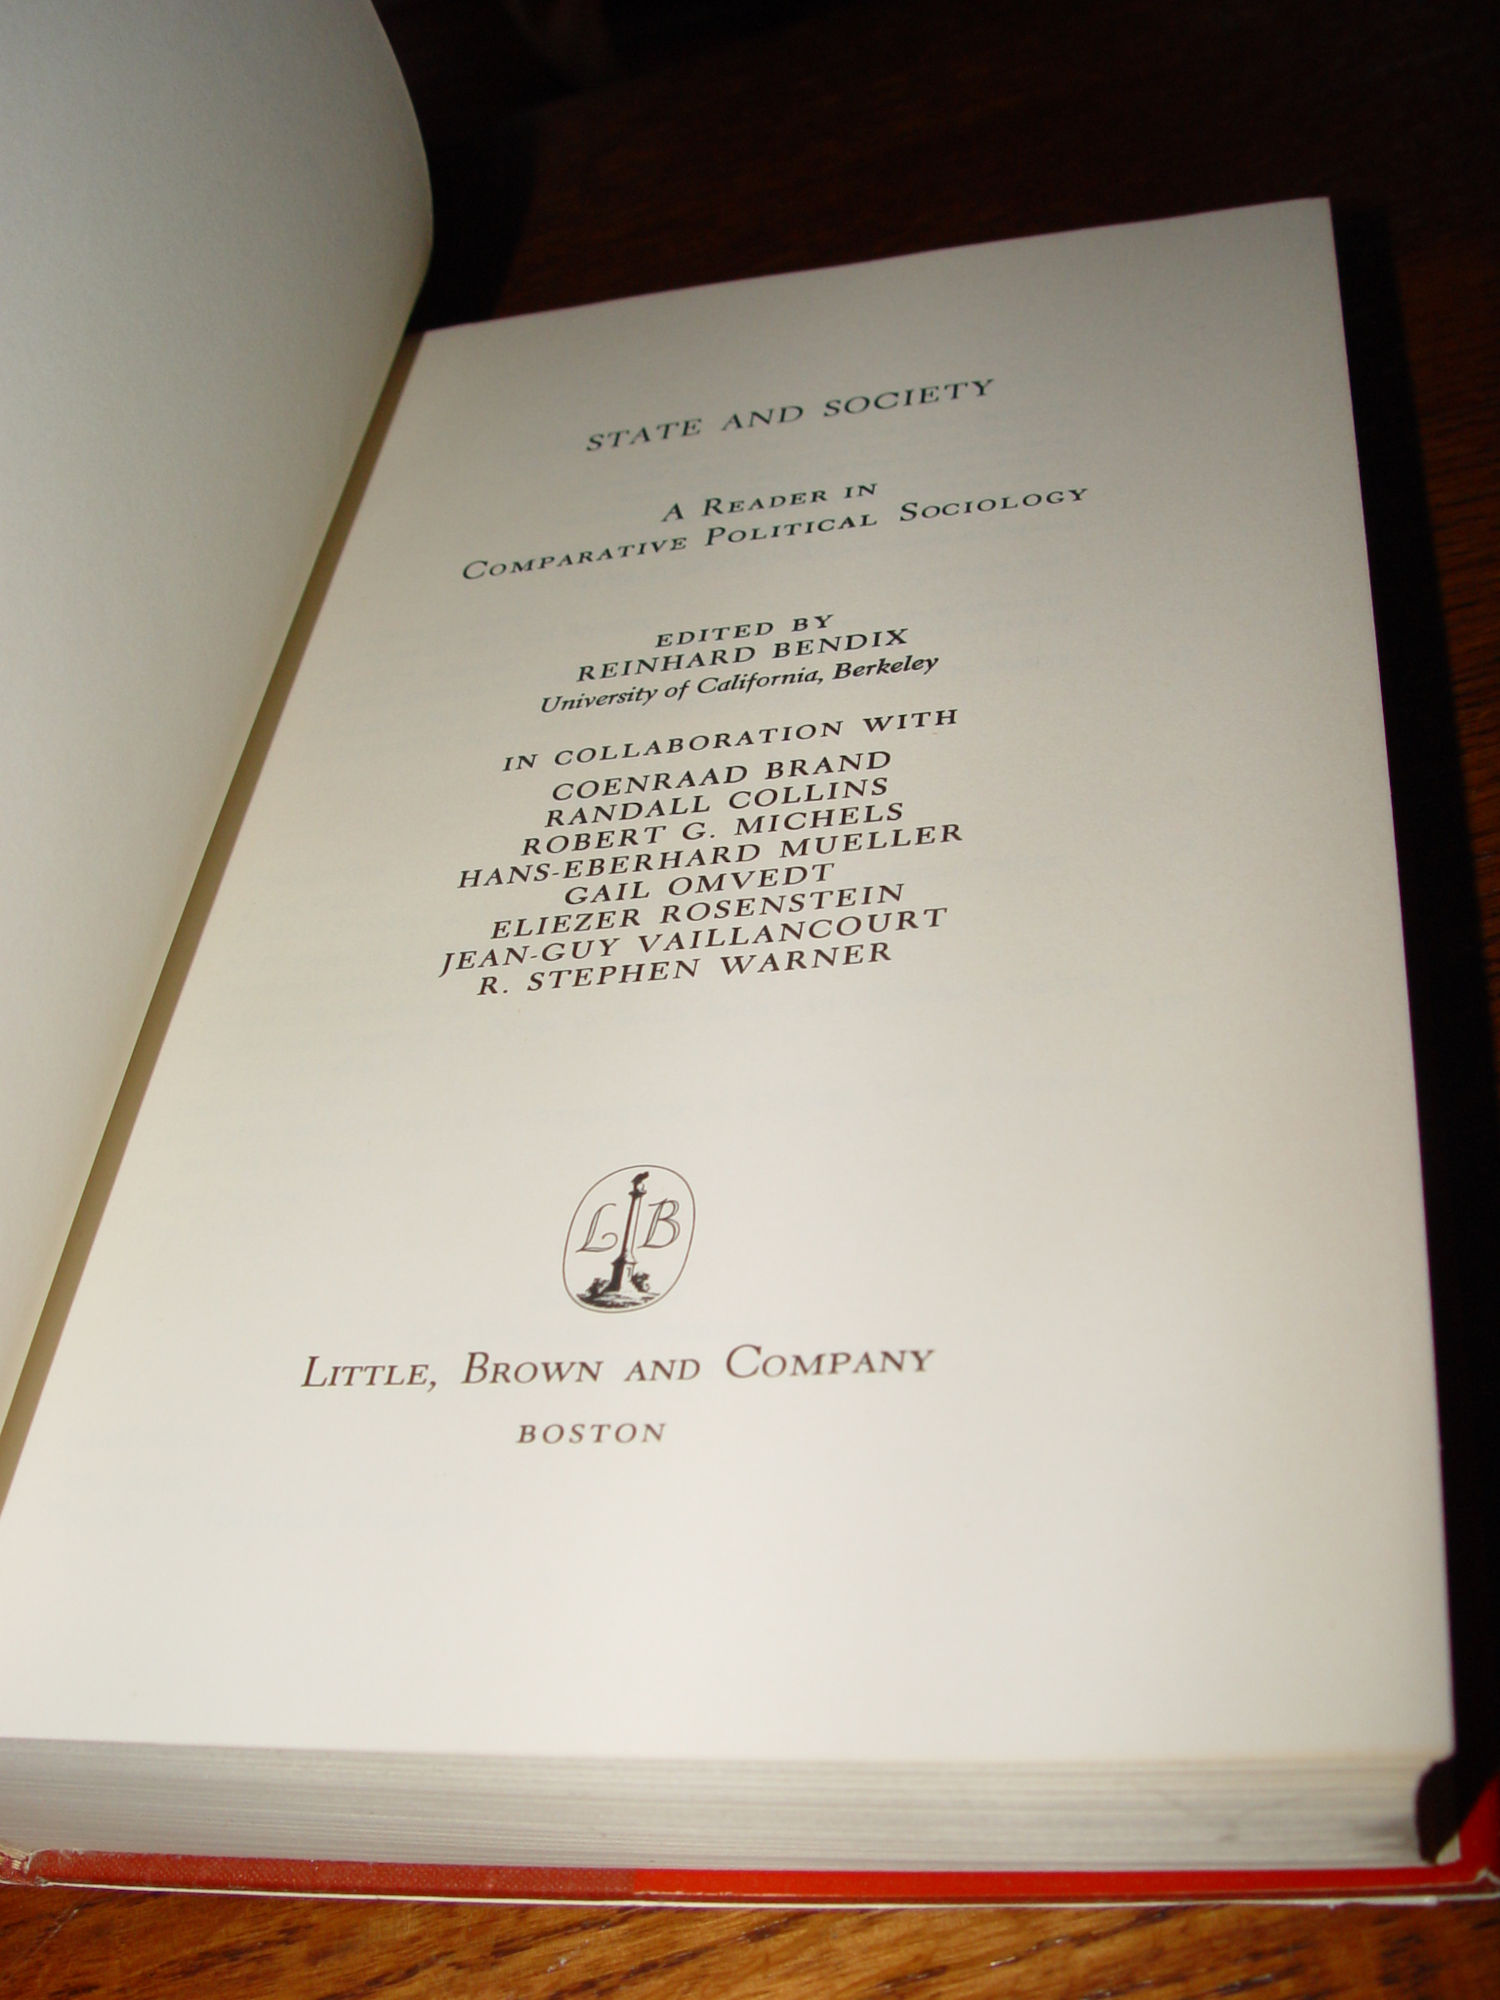 STATE AND SOCIETY
A READER IN
COMPARATIVE POLITICAL SOCIOLOGY
EDITED BY
REINHARD BENDIX
University of California, Berkeley
IN COLLABORATION WITH
COENRAAD BRAND
RANDALL COLLINS
ROBERT G. MICHELS
HANS-EBERHARD MUELLER
GAIL OMVEDT
ELIEZER ROSENSTEIN
JEAN-GUY VAILLANCOURT
R. STEPHEN WARNER
L B
LITTLE, BROWN AND COMPANY
BOSTON